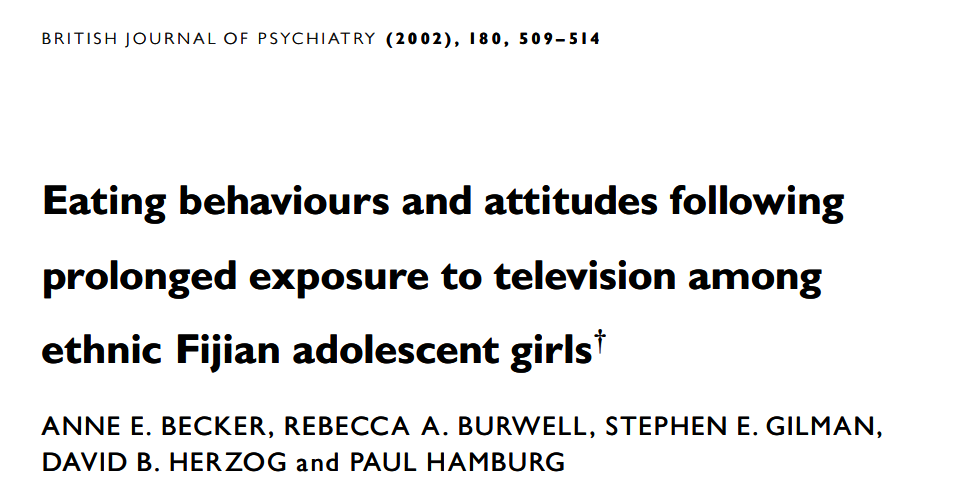 BRITISH JOURNAL OF PSYCHIATRY (2002), 180, 509–514
Eating behaviours and attitudes following
prolonged exposure to television among
ethnic Fijian adolescent girls†
ANNE E. BECKER, REBECCA A. BURWELL, STEPHEN E. GILMAN,
DAVID B. HERZOG and PAUL HAMBURG